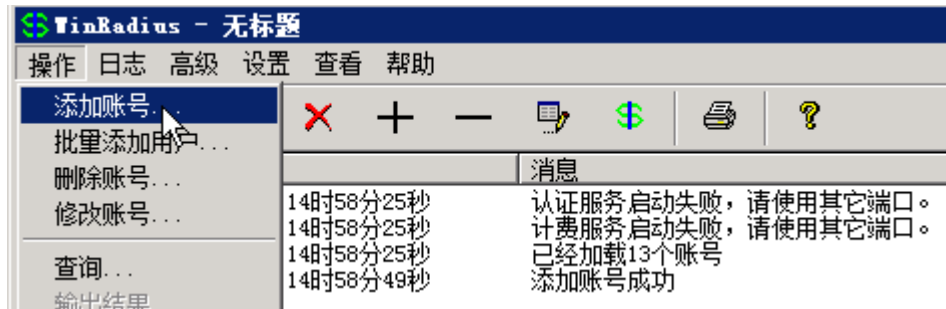 WinRadius - 无标题
操作 日志 高级 设置 查看 帮助
添加账号...
批量添加用户...
删除账号...
修改账号...
查询...
输出结果
消息
14时58分25秒 认证服务启动失败，请使用其它端口。
14时58分25秒 计费服务启动失败，请使用其它端口。
14时58分25秒 已经加载13个账号
14时58分49秒 添加账号成功